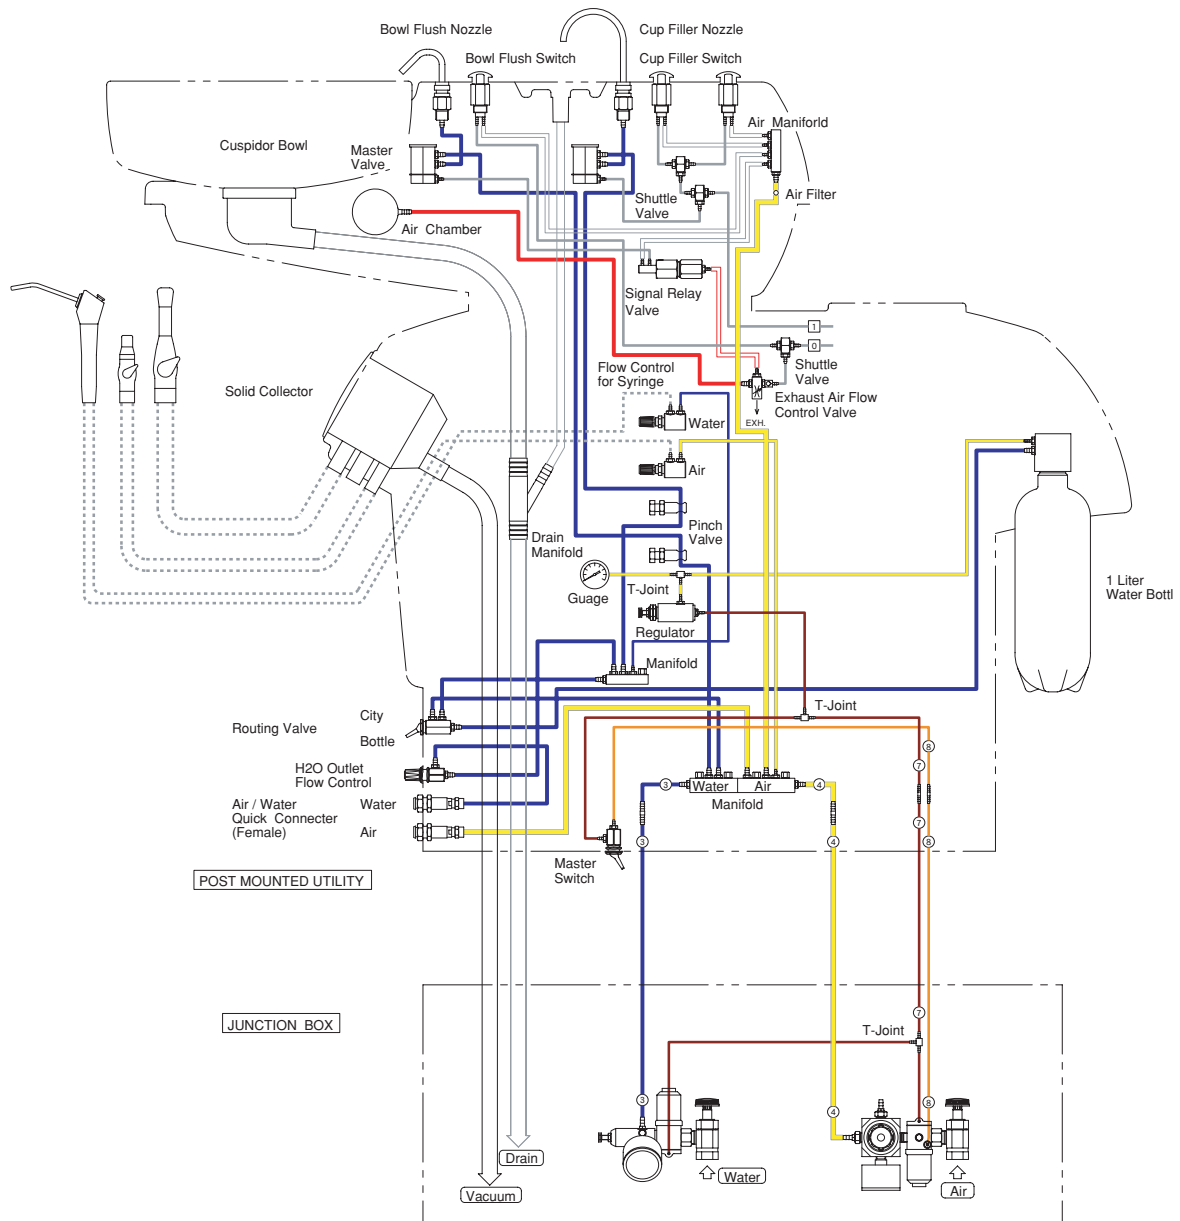 Bowl Flush Nozzle
Cup Filler Nozzle
Bowl Flush Switch
Cup Filler Switch
Air Maniforld
Cuspidor Bowl
Master
Valve
Air Filter
Shuttle
Valve
Air Chamber
Signal Relay
Valve
1
0
Shuttle
Valve
Flow Control
for Syringe
Solid Collector
Exhaust Air Flow
Control Valve
EXH.
Water
Air
Pinch
Valve
Drain
Manifold
T-Joint
Guage
1 Liter
Water Bottl
Regulator
Manifold
T-Joint
City
Routing Valve
Bottle
8
7
H2O Outlet
Flow Control
3
Water
Air
4
Manifold
Air / Water
Quick Connecter
(Female)
Water
Air
7
3
4
8
Master
Switch
POST MOUNTED UTILITY
JUNCTION BOX
7
T-Joint
3
4
8
Drain
Water
Vacuum
Air